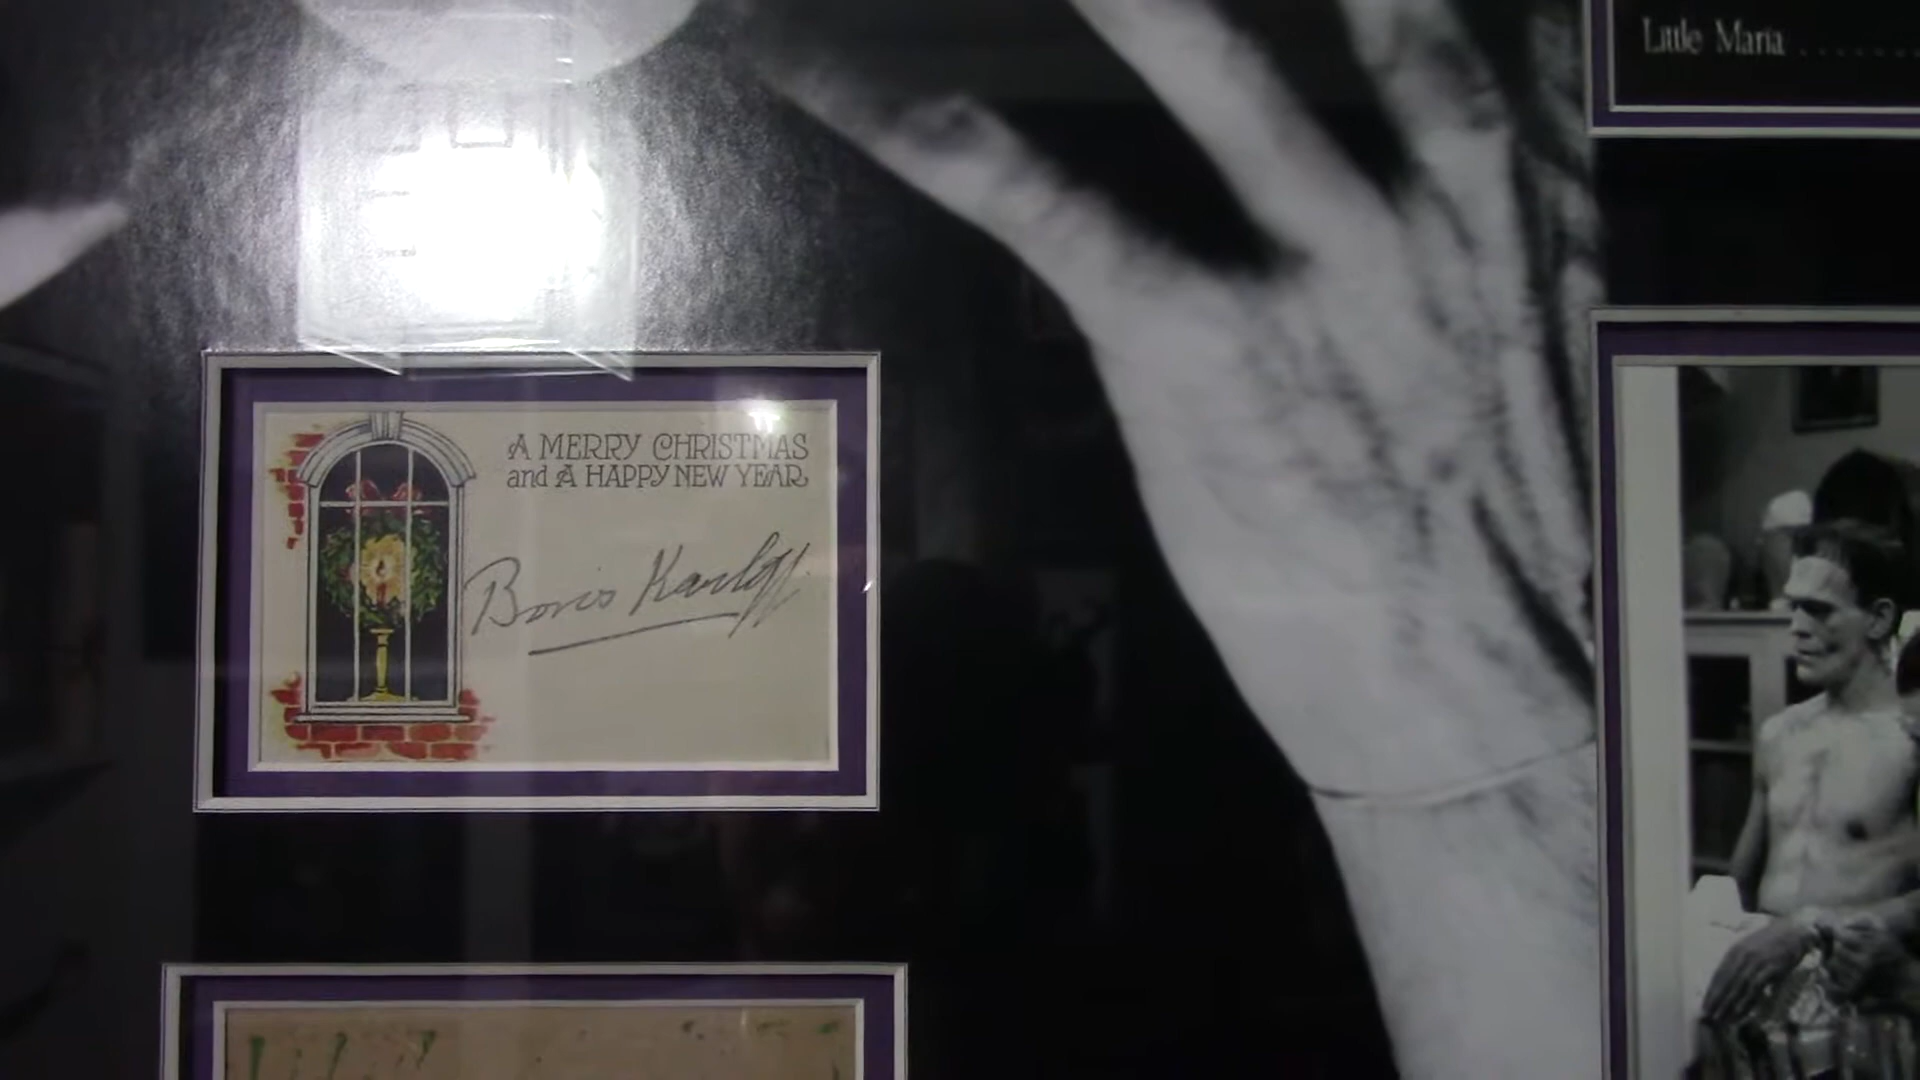 Little Maria . . . . . . . .
A MERRY CHRISTMAS
and A HAPPY NEW YEAR
Boris Karloff